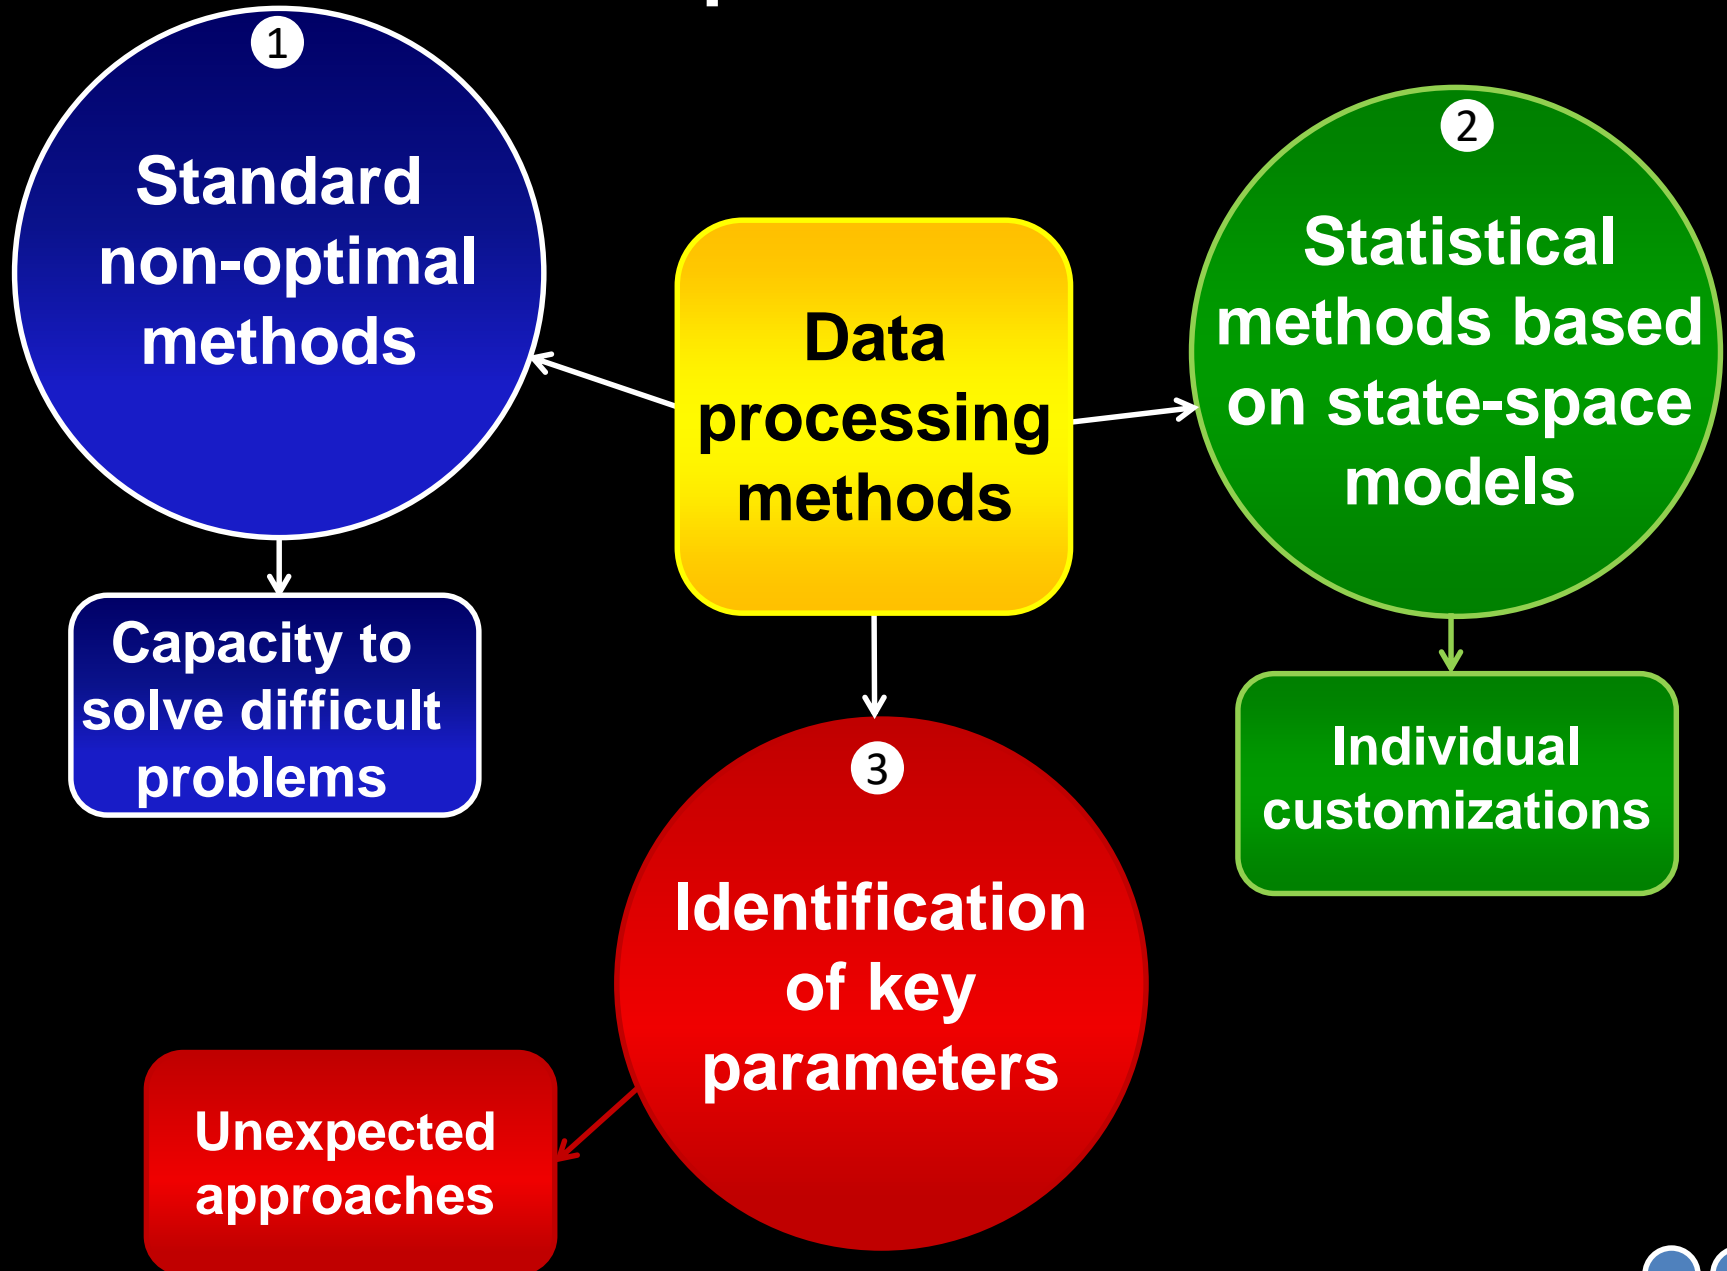 1
Standard
non-optimal
methods
Capacity to
solve difficult
problems
Data
processing
methods
2
Statistical
methods based
on state-space
models
Individual
customizations
3
Identification
of key
parameters
Unexpected
approaches